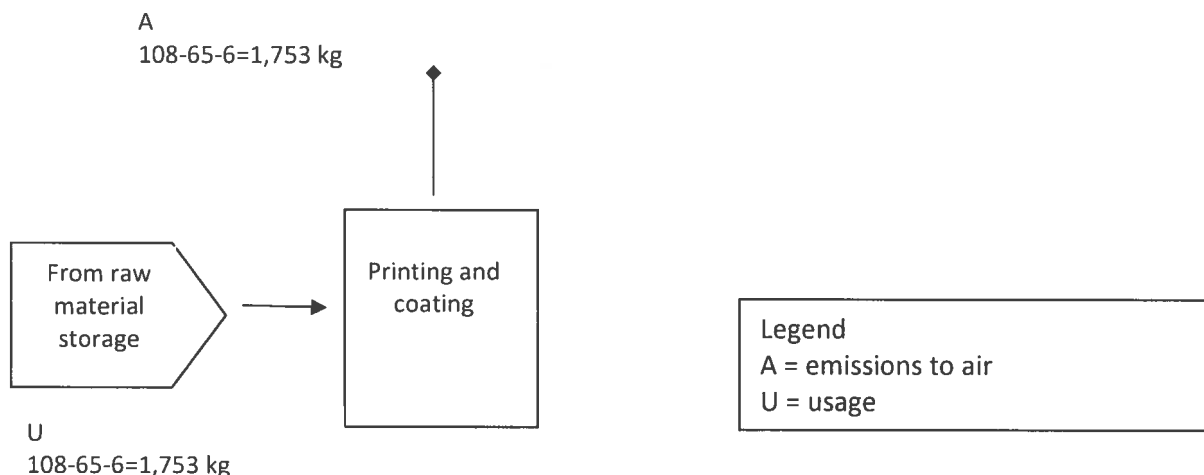 A
108-65-6=1,753 kg
From raw
material
storage
Printing and
coating
Legend
A = emissions to air
U = usage
U
108-65-6=1,753 kg